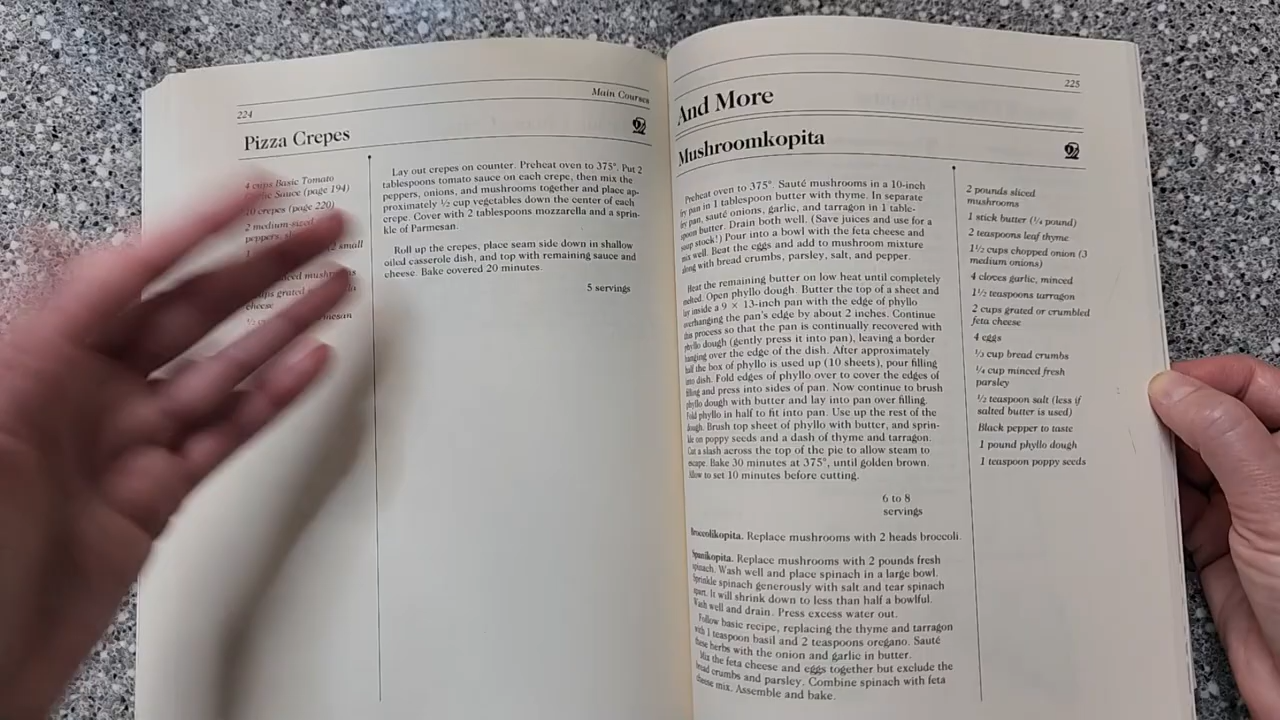 224
Main Courses
Pizza Crepes
4 cups Basic Tomato
Sauce (page 194)
10 crepes (page 220)
2 medium-sized
peppers,
small
mushrooms
grated
cheese
Lay out crepes on counter. Preheat oven to 375°. Put 2
tablespoons tomato sauce on each crepe, then mix the
peppers, onions, and mushrooms together and place ap-
proximately ½ cup vegetables down the center of each
crepe. Cover with 2 tablespoons mozzarella and a sprin-
kle of Parmesan.
Roll up the crepes, place seam side down in shallow
oiled casserole dish, and top with remaining sauce and
cheese. Bake covered 20 minutes.
5 servings
225
And More
Mushroomkopita
Preheat oven to 375°. Sauté mushrooms in a 10-inch
fry pan in 1 tablespoon butter with thyme. In separate
fry pan, sauté onions, garlic, and tarragon in 1 table-
spoon butter. Drain both well. (Save juices and use for a
soup stock!) Pour into a bowl with the feta cheese and
mix well. Beat the eggs and add to mushroom mixture
along with bread crumbs, parsley, salt, and pepper.
Heat the remaining butter on low heat until completely
melted. Open phyllo dough. Butter the top of a sheet and
lay inside a 9 × 13-inch pan with the edge of phyllo
overhanging the pan's edge by about 2 inches. Continue
this process so that the pan is continually recovered with
phyllo dough (gently press it into pan), leaving a border
hanging over the edge of the dish. After approximately
half the box of phyllo is used up (10 sheets), pour filling
into dish. Fold edges of phyllo over to cover the edges of
filling and press into sides of pan. Now continue to brush
phyllo dough with butter and lay into pan over filling.
Fold phyllo in half to fit into pan. Use up the rest of the
dough. Brush top sheet of phyllo with butter, and sprin-
kle on poppy seeds and a dash of thyme and tarragon.
Cut a slash across the top of the pie to allow steam to
escape. Bake 30 minutes at 375°, until golden brown.
Allow to set 10 minutes before cutting.
6 to 8
servings
Broccolikopita. Replace mushrooms with 2 heads broccoli.
Spanikopita. Replace mushrooms with 2 pounds fresh
spinach. Wash well and place spinach in a large bowl.
Sprinkle spinach generously with salt and tear spinach
apart. It will shrink down to less than half a bowlful.
Wash well and drain. Press excess water out.
Follow basic recipe, replacing the thyme and tarragon
with 1 teaspoon basil and 2 teaspoons oregano. Sauté
these herbs with the onion and garlic in butter.
Mix the feta cheese and eggs together but exclude the
bread crumbs and parsley. Combine spinach with feta
cheese mix. Assemble and bake.
2 pounds sliced
mushrooms
1 stick butter (¼ pound)
2 teaspoons leaf thyme
1½ cups chopped onion (3
medium onions)
4 cloves garlic, minced
1½ teaspoons tarragon
2 cups grated or crumbled
feta cheese
4 eggs
⅓ cup bread crumbs
¼ cup minced fresh
parsley
½ teaspoon salt (less if
salted butter is used)
Black pepper to taste
1 pound phyllo dough
1 teaspoon poppy seeds